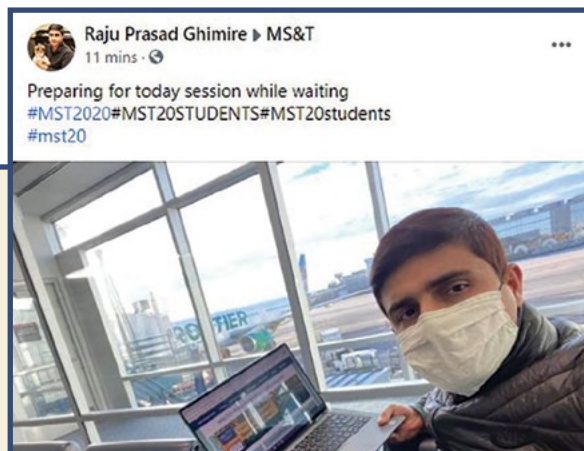 Raju Prasad Ghimire ▶ MS&T
11 mins ·
Preparing for today session while waiting
#MST2020#MST20STUDENTS#MST20students
#mst20
FRONTIER